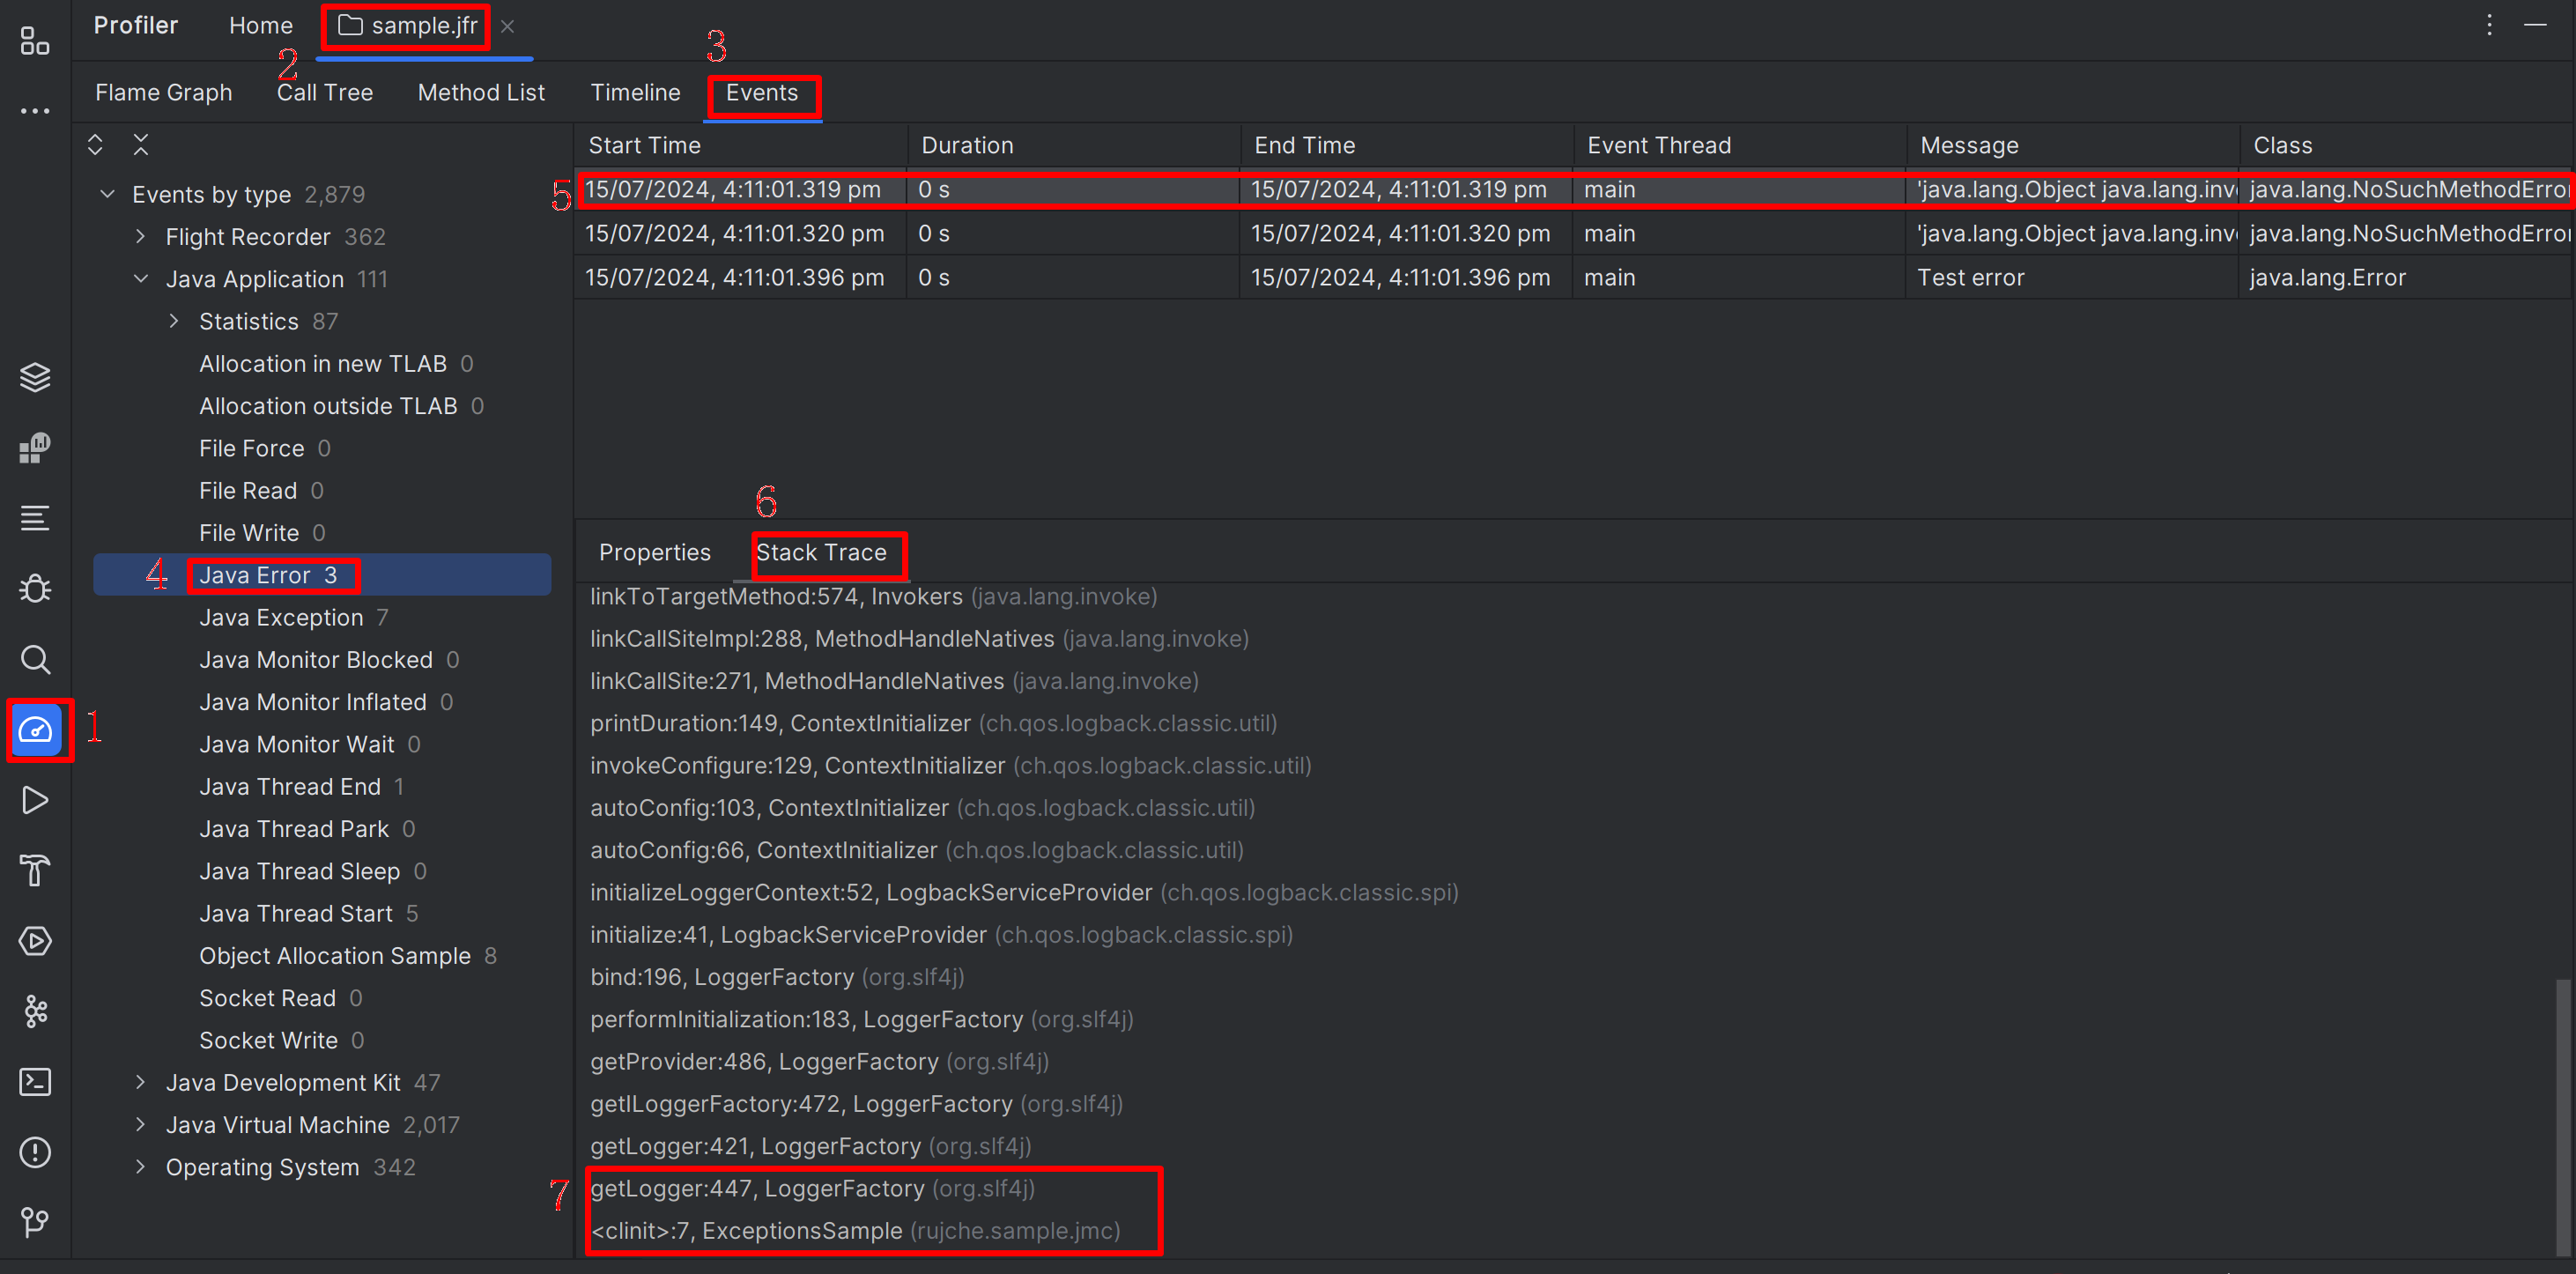 Profiler Home sample.jfr
2 3
Flame Graph Call Tree Method List Timeline Events
Start Time Duration End Time Event Thread Message Class
Events by type 2,879
5 15/07/2024, 4:11:01.319 pm 0 s 15/07/2024, 4:11:01.319 pm main 'java.lang.Object java.lang.invo java.lang.NoSuchMethodError
Flight Recorder 362
15/07/2024, 4:11:01.320 pm 0 s 15/07/2024, 4:11:01.320 pm main 'java.lang.Object java.lang.invo java.lang.NoSuchMethodError
Java Application 111
15/07/2024, 4:11:01.396 pm 0 s 15/07/2024, 4:11:01.396 pm main Test error java.lang.Error
Statistics 87
Allocation in new TLAB 0
Allocation outside TLAB 0
File Force 0
File Read 0
File Write 0
4 Java Error 3
Java Exception 7
Java Monitor Blocked 0
Java Monitor Inflated 0
1
Java Monitor Wait 0
Java Thread End 1
Java Thread Park 0
Java Thread Sleep 0
Java Thread Start 5
Object Allocation Sample 8
Socket Read 0
Socket Write 0
Java Development Kit 47
Java Virtual Machine 2,017
Operating System 342
6
Properties Stack Trace
linkToTargetMethod:574, Invokers (java.lang.invoke)
linkCallSiteImpl:288, MethodHandleNatives (java.lang.invoke)
linkCallSite:271, MethodHandleNatives (java.lang.invoke)
printDuration:149, ContextInitializer (ch.qos.logback.classic.util)
invokeConfigure:129, ContextInitializer (ch.qos.logback.classic.util)
autoConfig:103, ContextInitializer (ch.qos.logback.classic.util)
autoConfig:66, ContextInitializer (ch.qos.logback.classic.util)
initializeLoggerContext:52, LogbackServiceProvider (ch.qos.logback.classic.spi)
initialize:41, LogbackServiceProvider (ch.qos.logback.classic.spi)
bind:196, LoggerFactory (org.slf4j)
performInitialization:183, LoggerFactory (org.slf4j)
getProvider:486, LoggerFactory (org.slf4j)
getILoggerFactory:472, LoggerFactory (org.slf4j)
getLogger:421, LoggerFactory (org.slf4j)
7 getLogger:447, LoggerFactory (org.slf4j)
<clinit>:7, ExceptionsSample (rujche.sample.jmc)